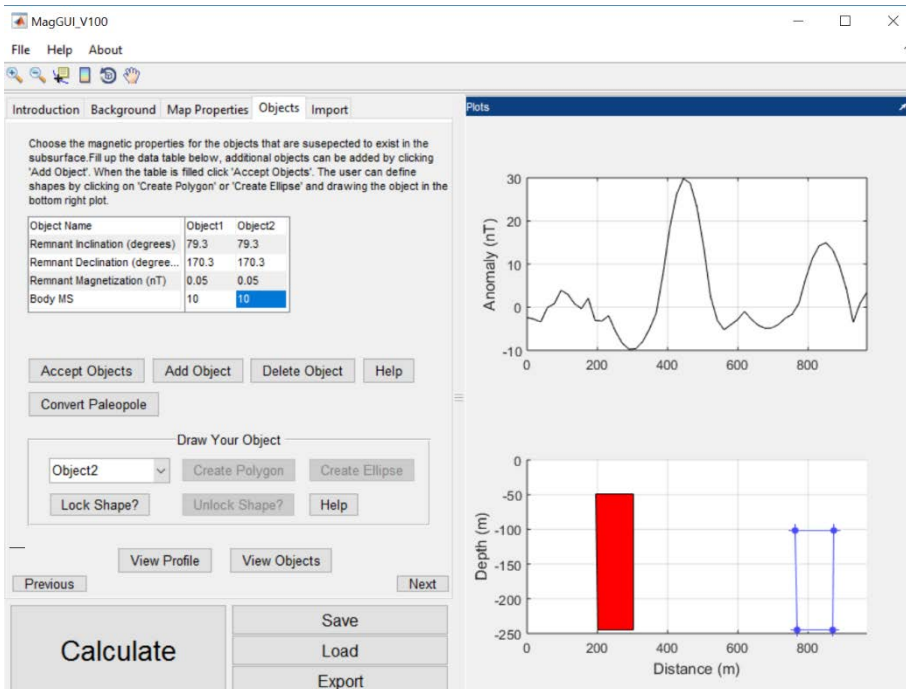 MagGUI_V100
FIle Help About
Introduction Background Map Properties Objects Import
Choose the magnetic properties for the objects that are susepected to exist in the
subsurface.Fill up the data table below, additional objects can be added by clicking
'Add Object'. When the table is filled click 'Accept Objects'. The user can define
shapes by clicking on 'Create Polygon' or 'Create Ellipse' and drawing the object in the
bottom right plot.
Object Name Object1 Object2
Remnant Inclination (degrees) 79.3 79.3
Remnant Declination (degree... 170.3 170.3
Remnant Magnetization (nT) 0.05 0.05
Body MS 10 10
Accept Objects Add Object Delete Object Help
Convert Paleopole
Draw Your Object
Object2 Create Polygon Create Ellipse
Lock Shape? Unlock Shape? Help
View Profile View Objects
Previous Next
Calculate
Save
Load
Export
Plots
Anomaly (nT)
30
20
10
0
-10
0 200 400 600 800
Depth (m)
0
-50
-100
-150
-200
-250
0 200 400 600 800
Distance (m)